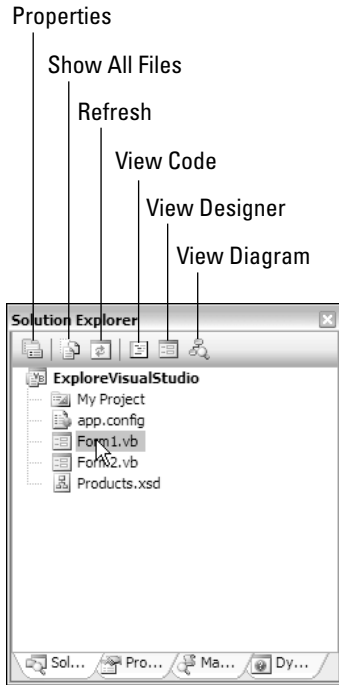 Properties
Show All Files
Refresh
View Code
View Designer
View Diagram
Solution Explorer
ExploreVisualStudio
My Project
app.config
Form1.vb
Form2.vb
Products.xsd
Sol... Pro... Ma... Dy...